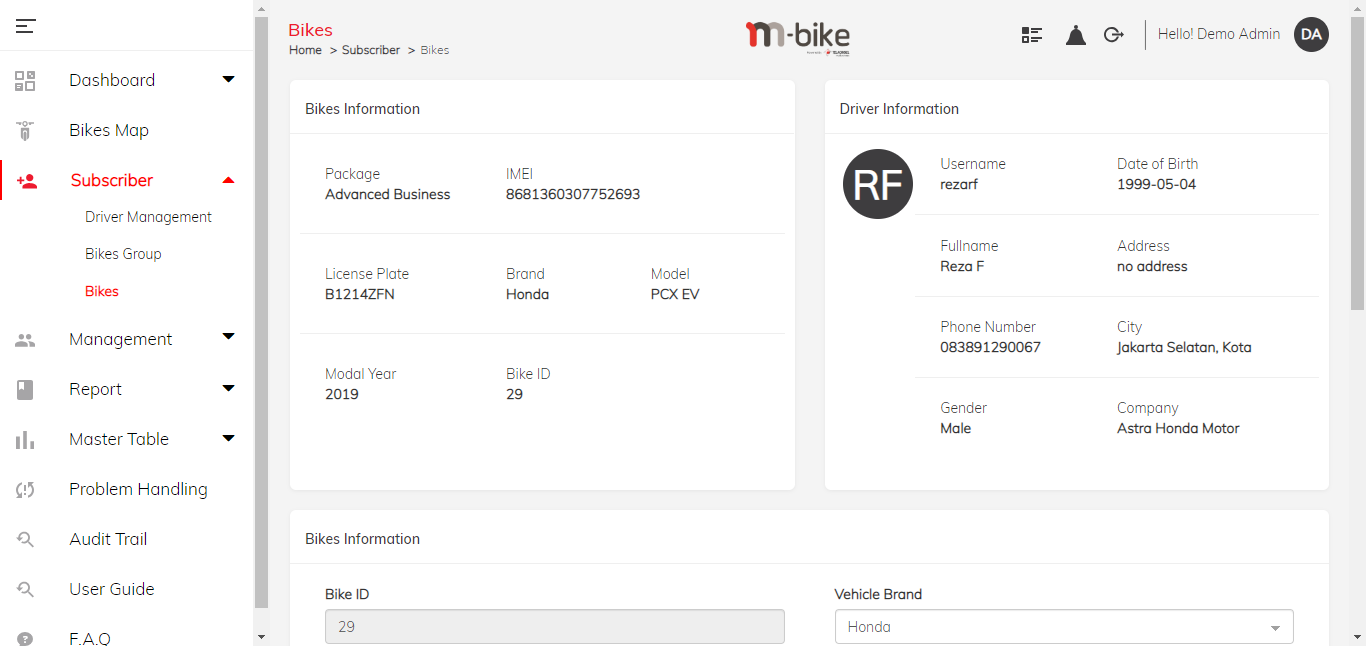 Dashboard
Bikes Map
Subscriber
Driver Management
Bikes Group
Bikes
Management
Report
Master Table
Problem Handling
Audit Trail
User Guide
F.A.Q
Bikes
Home > Subscriber > Bikes
m-bike
Hello! Demo Admin
DA
Bikes Information
Package
Advanced Business
IMEI
8681360307752693
License Plate
B1214ZFN
Brand
Honda
Model
PCX EV
Modal Year
2019
Bike ID
29
Driver Information
RF
Username
rezarf
Date of Birth
1999-05-04
Fullname
Reza F
Address
no address
Phone Number
083891290067
City
Jakarta Selatan, Kota
Gender
Male
Company
Astra Honda Motor
Bikes Information
Bike ID
29
Vehicle Brand
Honda